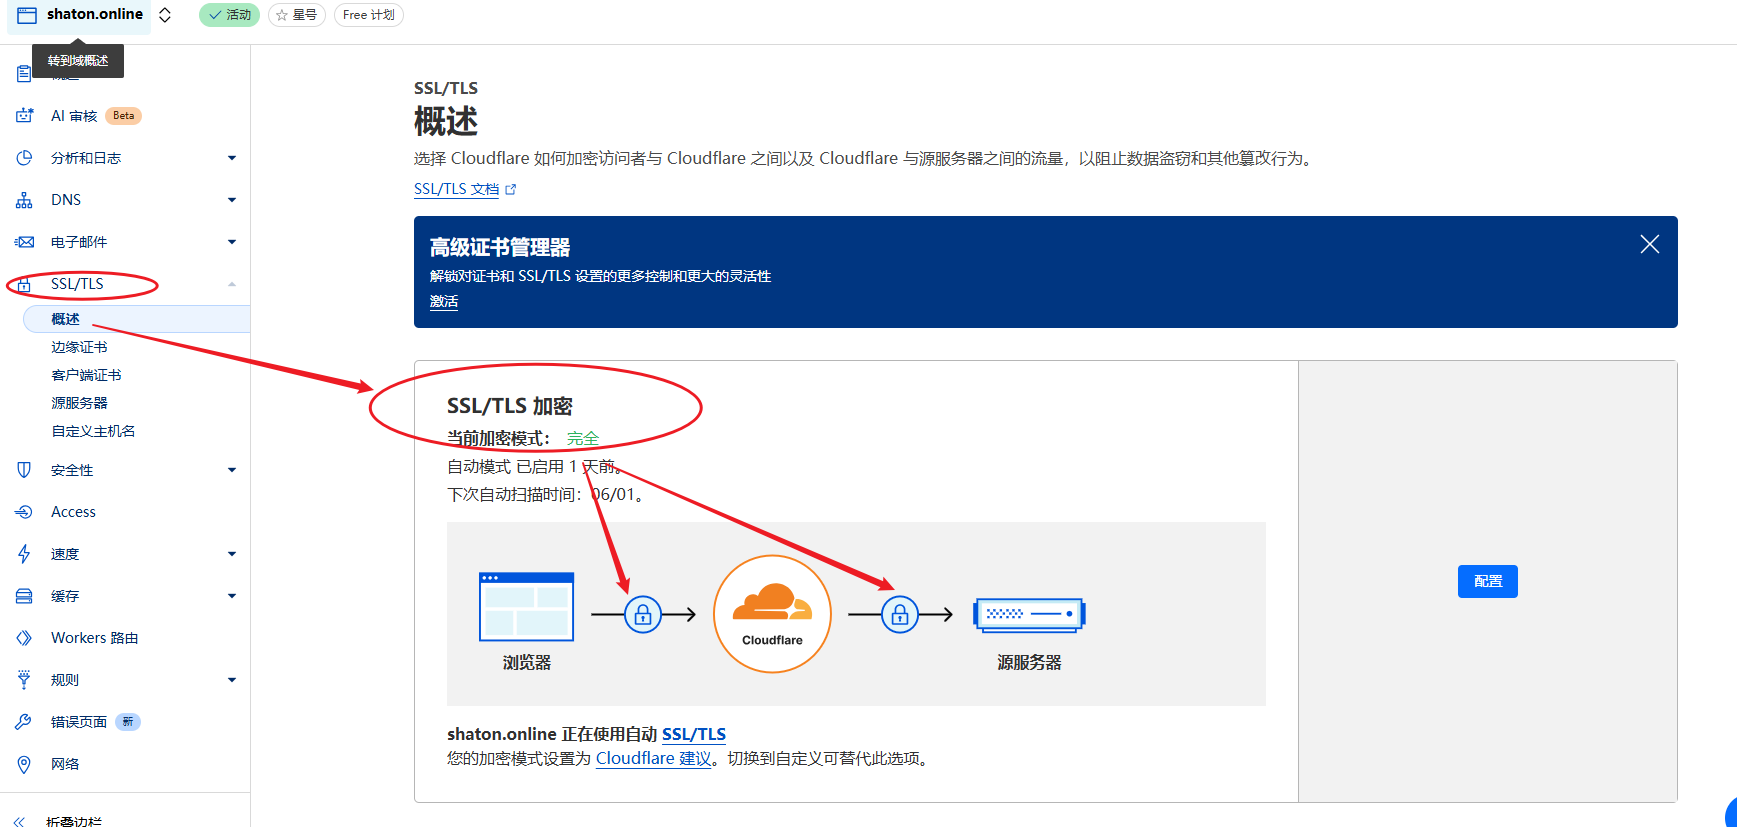 shaton.online
活动
星号
Free 计划
转到域概述
AI 审核
Beta
分析和日志
DNS
电子邮件
SSL/TLS
概述
边缘证书
客户端证书
源服务器
自定义主机名
安全性
Access
速度
缓存
Workers 路由
规则
错误页面
新
网络
折叠边栏
SSL/TLS
概述
选择 Cloudflare 如何加密访问者与 Cloudflare 之间以及 Cloudflare 与源服务器之间的流量，以阻止数据盗窃和其他篡改行为。
SSL/TLS 文档
高级证书管理器
解锁对证书和 SSL/TLS 设置的更多控制和更大的灵活性
激活
SSL/TLS 加密
当前加密模式： 完全
自动模式 已启用 1 天前。
下次自动扫描时间：06/01。
Cloudflare
浏览器
源服务器
配置
shaton.online 正在使用自动 SSL/TLS
您的加密模式设置为 Cloudflare 建议。切换到自定义可替代此选项。